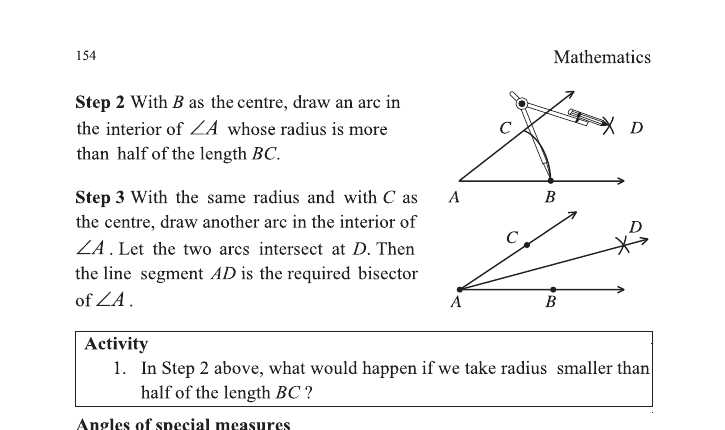 154
Mathematics
Step 2 With B as the centre, draw an arc in
the interior of ∠A whose radius is more
than half of the length BC.
C
D
A
B
Step 3 With the same radius and with C as
the centre, draw another arc in the interior of
∠A. Let the two arcs intersect at D. Then
the line segment AD is the required bisector
of ∠A.
C
D
A
B
Activity
1. In Step 2 above, what would happen if we take radius smaller than
half of the length BC ?
Angles of special measures